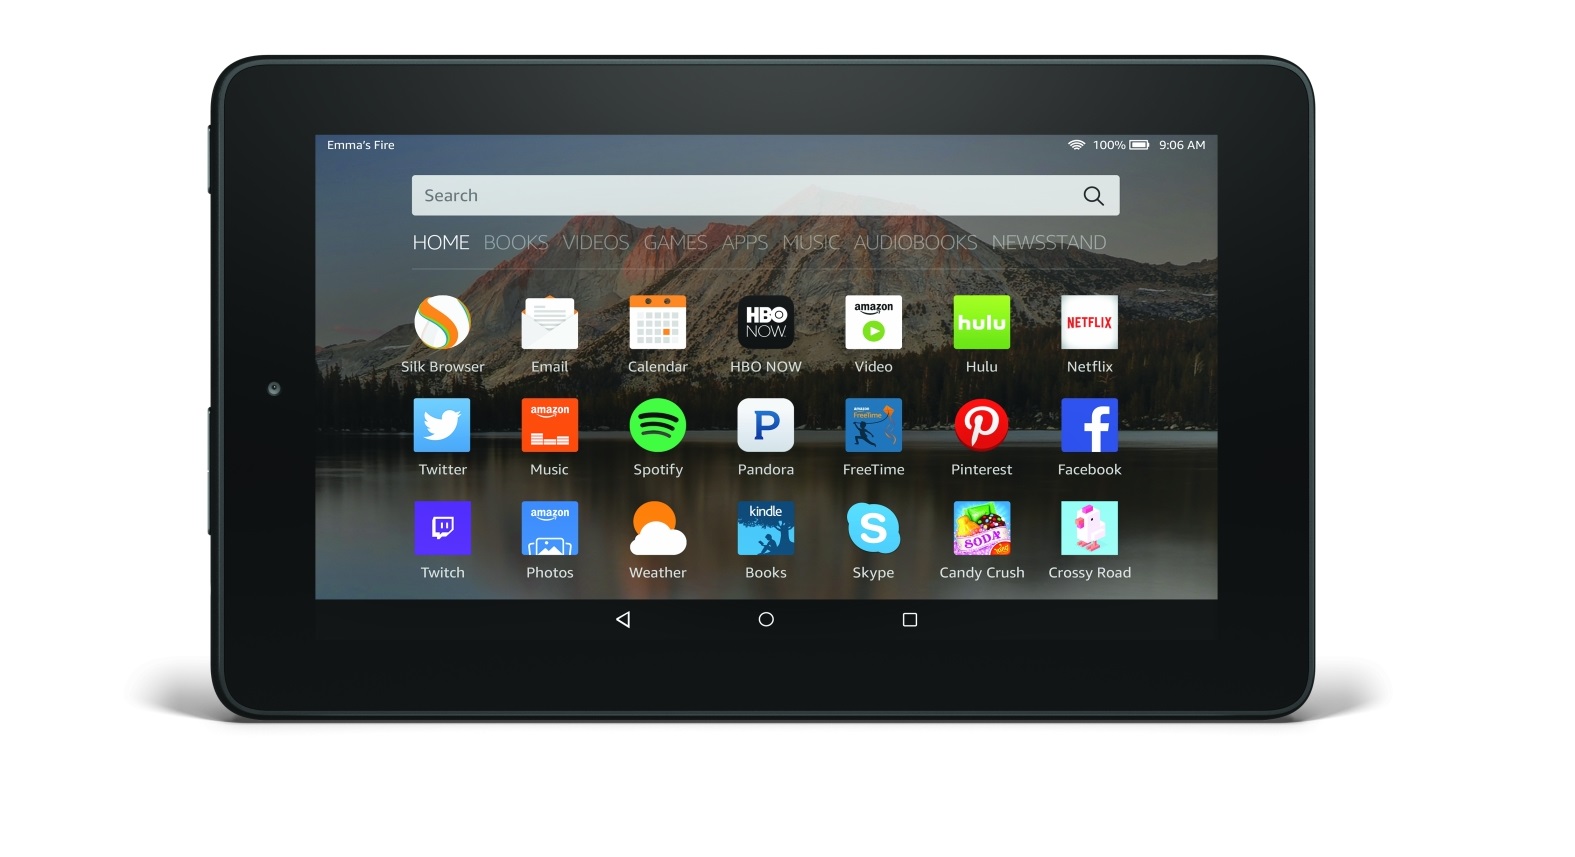 Emma's Fire 100% 9:06 AM
Search
HOME BOOKS VIDEOS GAMES APPS MUSIC AUDIOBOOKS NEWSSTAND
HBO NOW amazon hulu NETFLIX
Silk Browser Email Calendar HBO NOW Video Hulu Netflix
amazon P amazon FreeTime
Twitter Music Spotify Pandora FreeTime Pinterest Facebook
amazon kindle S SODA King
Twitch Photos Weather Books Skype Candy Crush Crossy Road